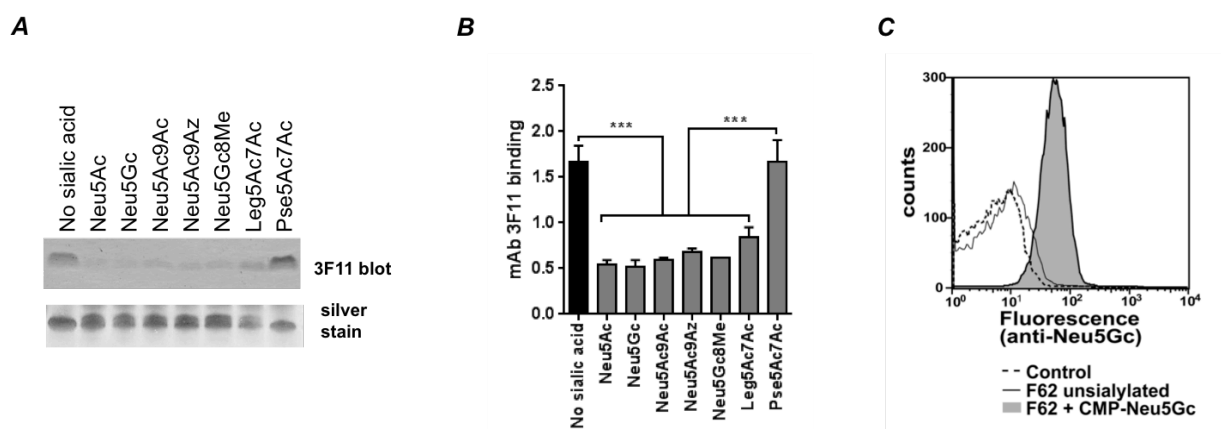 A
B
C
No sialic acid
Neu5Ac
Neu5Gc
Neu5Ac9Ac
Neu5Ac9Az
Neu5Gc8Me
Leg5Ac7Ac
Pse5Ac7Ac
3F11 blot
silver
stain
mAb 3F11 binding
2.5
2.0
1.5
1.0
0.5
0.0
***
***
No sialic acid
Neu5Ac
Neu5Gc
Neu5Ac9Ac
Neu5Ac9Az
Neu5Gc8Me
Leg5Ac7Ac
Pse5Ac7Ac
counts
300
200
100
0
10⁰ 10¹ 10² 10³ 10⁴
Fluorescence
(anti-Neu5Gc)
Control
F62 unsialylated
F62 + CMP-Neu5Gc